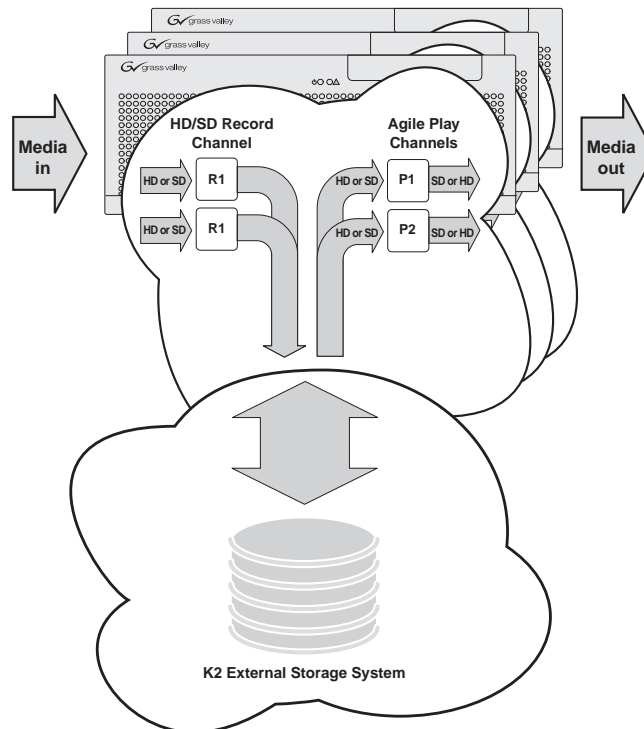 grass valley
grass valley
grass valley
Media
in
HD/SD Record
Channel
Agile Play
Channels
Media
out
HD or SD
R1
HD or SD
P1
SD or HD
HD or SD
R1
HD or SD
P2
SD or HD
K2 External Storage System